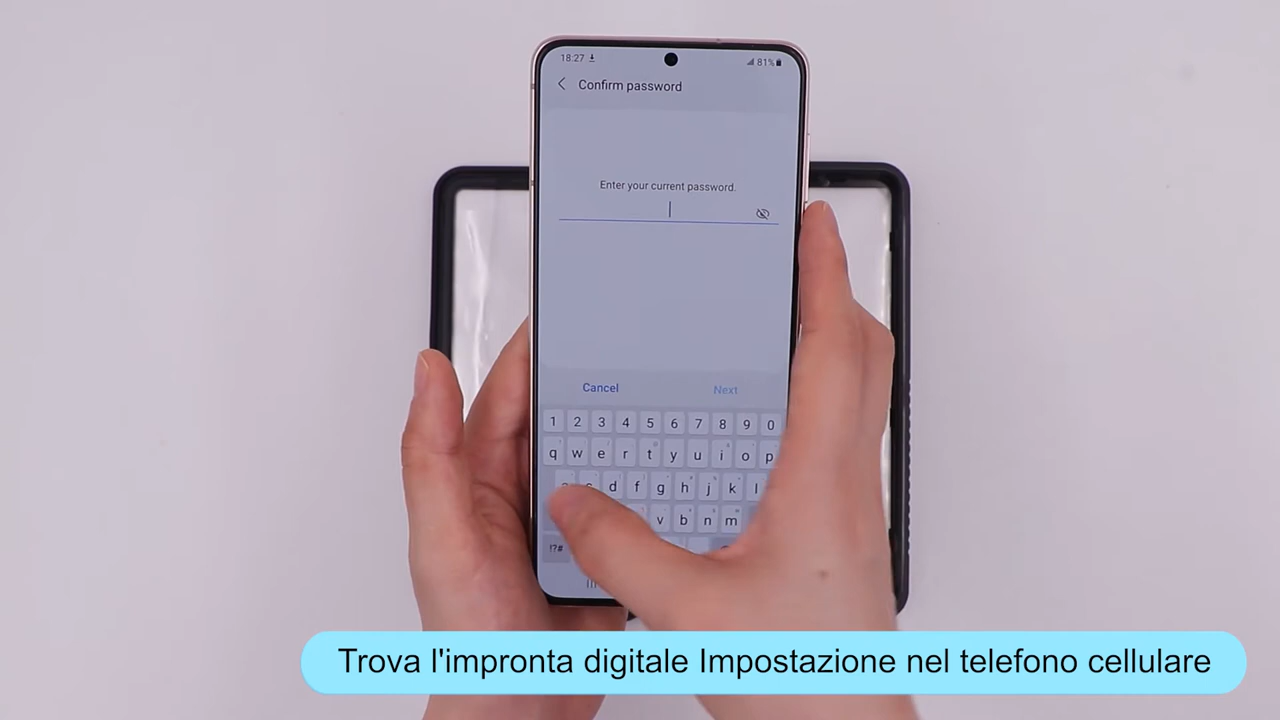 18:27 81%
Confirm password
Enter your current password.
Cancel Next
1 2 3 4 5 6 7 8 9 0
q w e r t y u i o p
d f g h j k l
v b n m
!?#
Trova l'impronta digitale Impostazione nel telefono cellulare